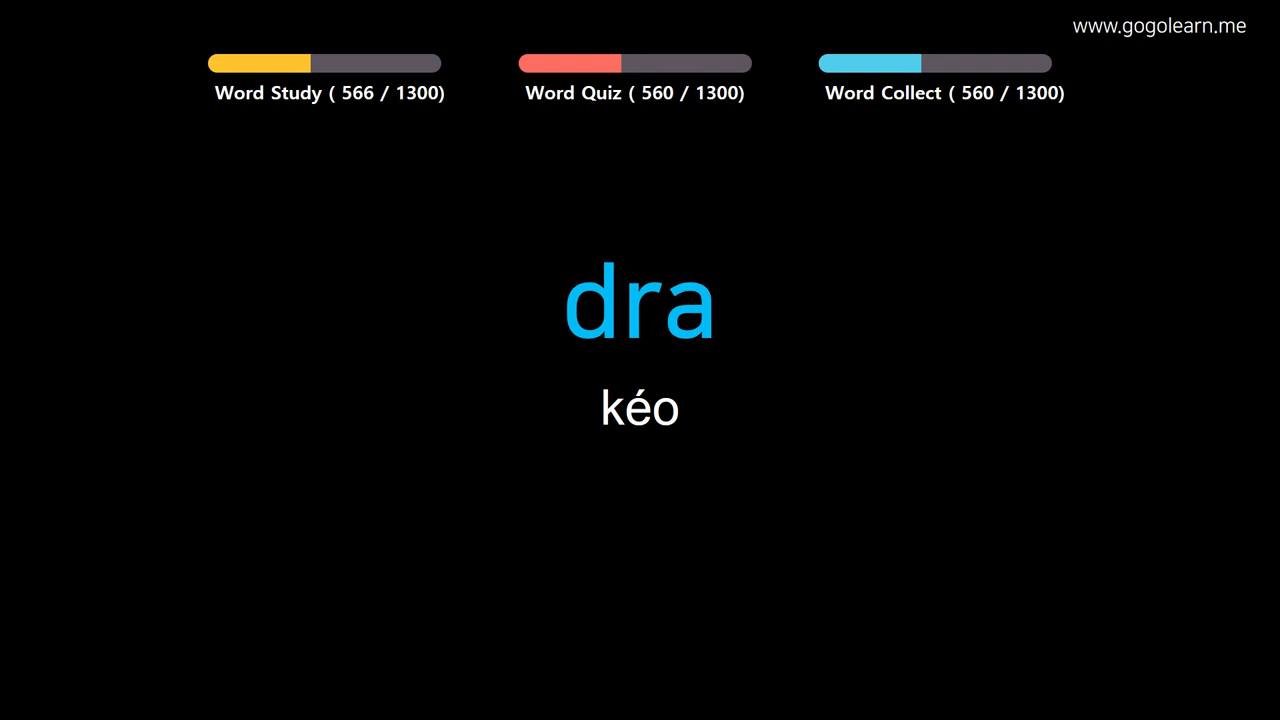 www.gogolearn.me
Word Study ( 566 / 1300)
Word Quiz ( 560 / 1300)
Word Collect ( 560 / 1300)
dra
kéo